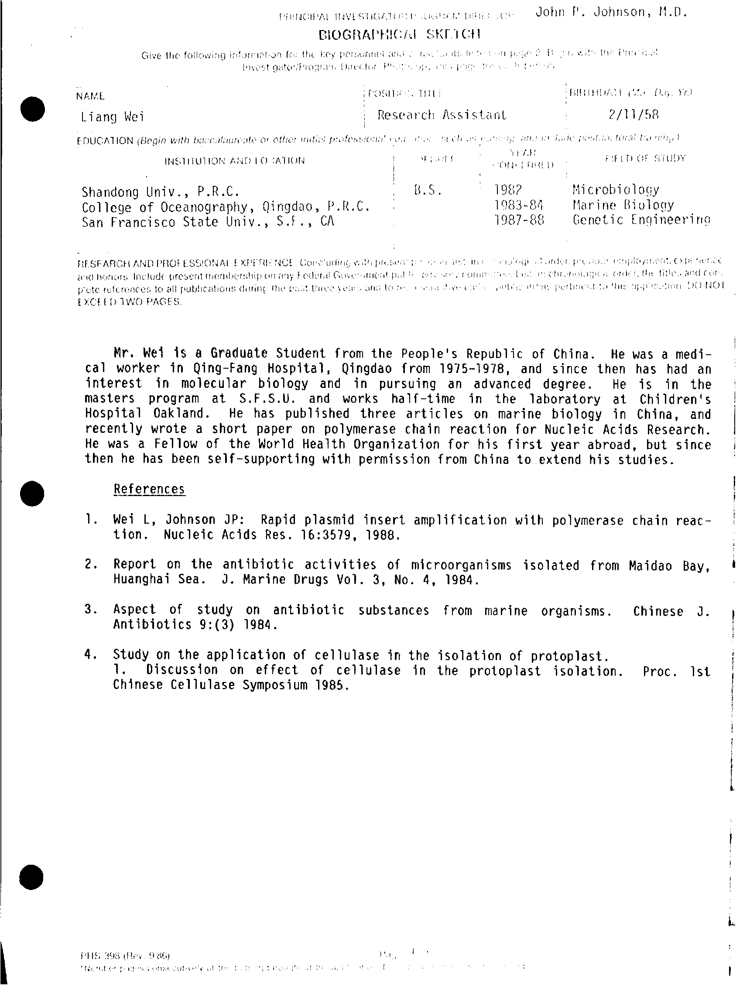 PRINCIPAL INVESTIGATOR/PROGRAM DIRECTOR: John P. Johnson, M.D.
BIOGRAPHICAL SKETCH
Give the following information for the key personnel and on page 2. Begin with the Principal
Investigator/Program Director. Photocopy this page for each person.
NAME POSITION TITLE BIRTHDATE (Mo., Day, Yr.)
Liang Wei Research Assistant 2/11/58
EDUCATION (Begin with baccalaureate or other initial professional education, such as nursing, and include postdoctoral training.)
INSTITUTION AND LOCATION DEGREE YEAR CONFERRED FIELD OF STUDY
Shandong Univ., P.R.C. B.S. 1982 Microbiology
College of Oceanography, Qingdao, P.R.C. 1983-84 Marine Biology
San Francisco State Univ., S.F., CA 1987-88 Genetic Engineering
RESEARCH AND PROFESSIONAL EXPERIENCE: Concluding with present position, list in chronological order, previous employment, experience,
and honors. Include present membership on any Federal Government public advisory committee. List, in chronological order, the titles and com-
plete references to all publications during the past three years and to representative earlier publications pertinent to this application. DO NOT
EXCEED TWO PAGES.
Mr. Wei is a Graduate Student from the People's Republic of China. He was a medi-
cal worker in Qing-Fang Hospital, Qingdao from 1975-1978, and since then has had an
interest in molecular biology and in pursuing an advanced degree. He is in the
masters program at S.F.S.U. and works half-time in the laboratory at Children's
Hospital Oakland. He has published three articles on marine biology in China, and
recently wrote a short paper on polymerase chain reaction for Nucleic Acids Research.
He was a Fellow of the World Health Organization for his first year abroad, but since
then he has been self-supporting with permission from China to extend his studies.
References
1. Wei L, Johnson JP: Rapid plasmid insert amplification with polymerase chain reac-
tion. Nucleic Acids Res. 16:3579, 1988.
2. Report on the antibiotic activities of microorganisms isolated from Maidao Bay,
Huanghai Sea. J. Marine Drugs Vol. 3, No. 4, 1984.
3. Aspect of study on antibiotic substances from marine organisms. Chinese J.
Antibiotics 9:(3) 1984.
4. Study on the application of cellulase in the isolation of protoplast.
1. Discussion on effect of cellulase in the protoplast isolation. Proc. 1st
Chinese Cellulase Symposium 1985.
PHS 398 (Rev. 9/86)
*Number pages consecutively at the bottom throughout the application.